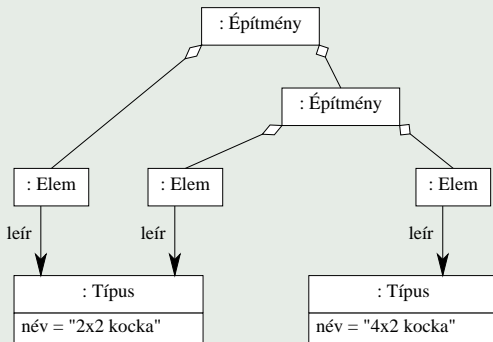 : Építmény
: Építmény
: Elem
: Elem
: Elem
leír
leír
leír
: Típus
: Típus
név = "2x2 kocka"
név = "4x2 kocka"